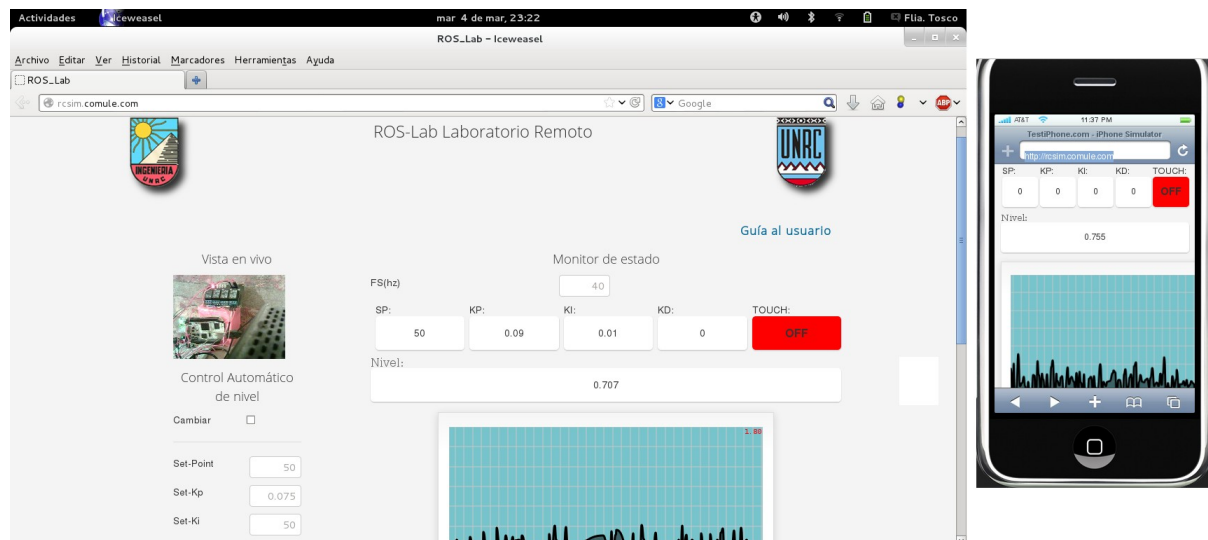 Actividades Iceweasel mar 4 de mar, 23:22 Flia. Tosco
ROS_Lab – Iceweasel
Archivo Editar Ver Historial Marcadores Herramientas Ayuda
ROS_Lab
rcsim.comule.com Google ABP
INGENIERIA
UNRC
ROS-Lab Laboratorio Remoto
UNRC
Guía al usuario
Vista en vivo
Control Automático
de nivel
Cambiar
Set-Point 50
Set-Kp 0.075
Set-Ki 50
Monitor de estado
FS(hz) 40
SP: KP: KI: KD: TOUCH:
50 0.09 0.01 0 OFF
Nivel:
0.707
1.80
AT&T 11:37 PM
TestiPhone.com - iPhone Simulator
http://rcsim.comule.com
SP: KP: KI: KD: TOUCH:
0 0 0 0 OFF
Nivel:
0.755